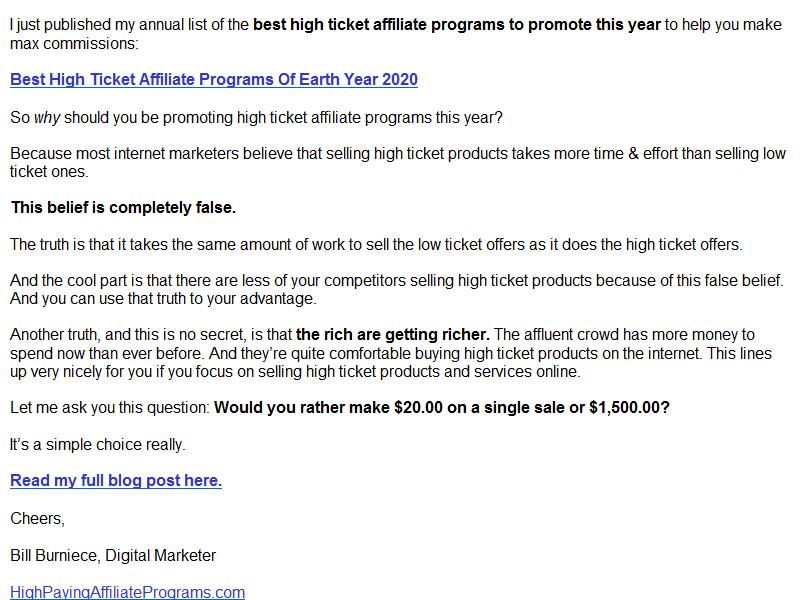 I just published my annual list of the best high ticket affiliate programs to promote this year to help you make
max commissions:
Best High Ticket Affiliate Programs Of Earth Year 2020
So why should you be promoting high ticket affiliate programs this year?
Because most internet marketers believe that selling high ticket products takes more time & effort than selling low
ticket ones.
This belief is completely false.
The truth is that it takes the same amount of work to sell the low ticket offers as it does the high ticket offers.
And the cool part is that there are less of your competitors selling high ticket products because of this false belief.
And you can use that truth to your advantage.
Another truth, and this is no secret, is that the rich are getting richer. The affluent crowd has more money to
spend now than ever before. And they’re quite comfortable buying high ticket products on the internet. This lines
up very nicely for you if you focus on selling high ticket products and services online.
Let me ask you this question: Would you rather make $20.00 on a single sale or $1,500.00?
It’s a simple choice really.
Read my full blog post here.
Cheers,
Bill Burniece, Digital Marketer
HighPayingAffiliatePrograms.com